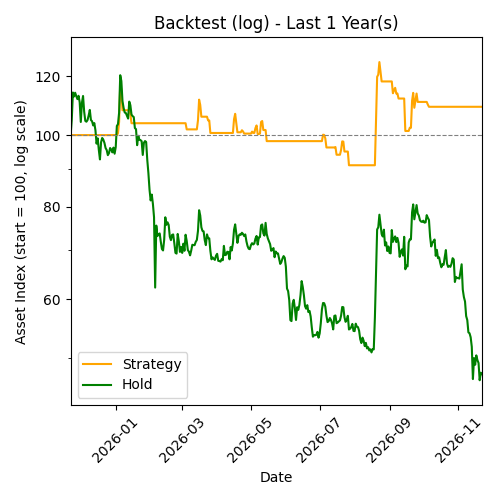 Backtest (log) - Last 1 Year(s)
Asset Index (start = 100, log scale)
120
100
80
60
Strategy
Hold
2026-01
2026-03
2026-05
2026-07
2026-09
2026-11
Date